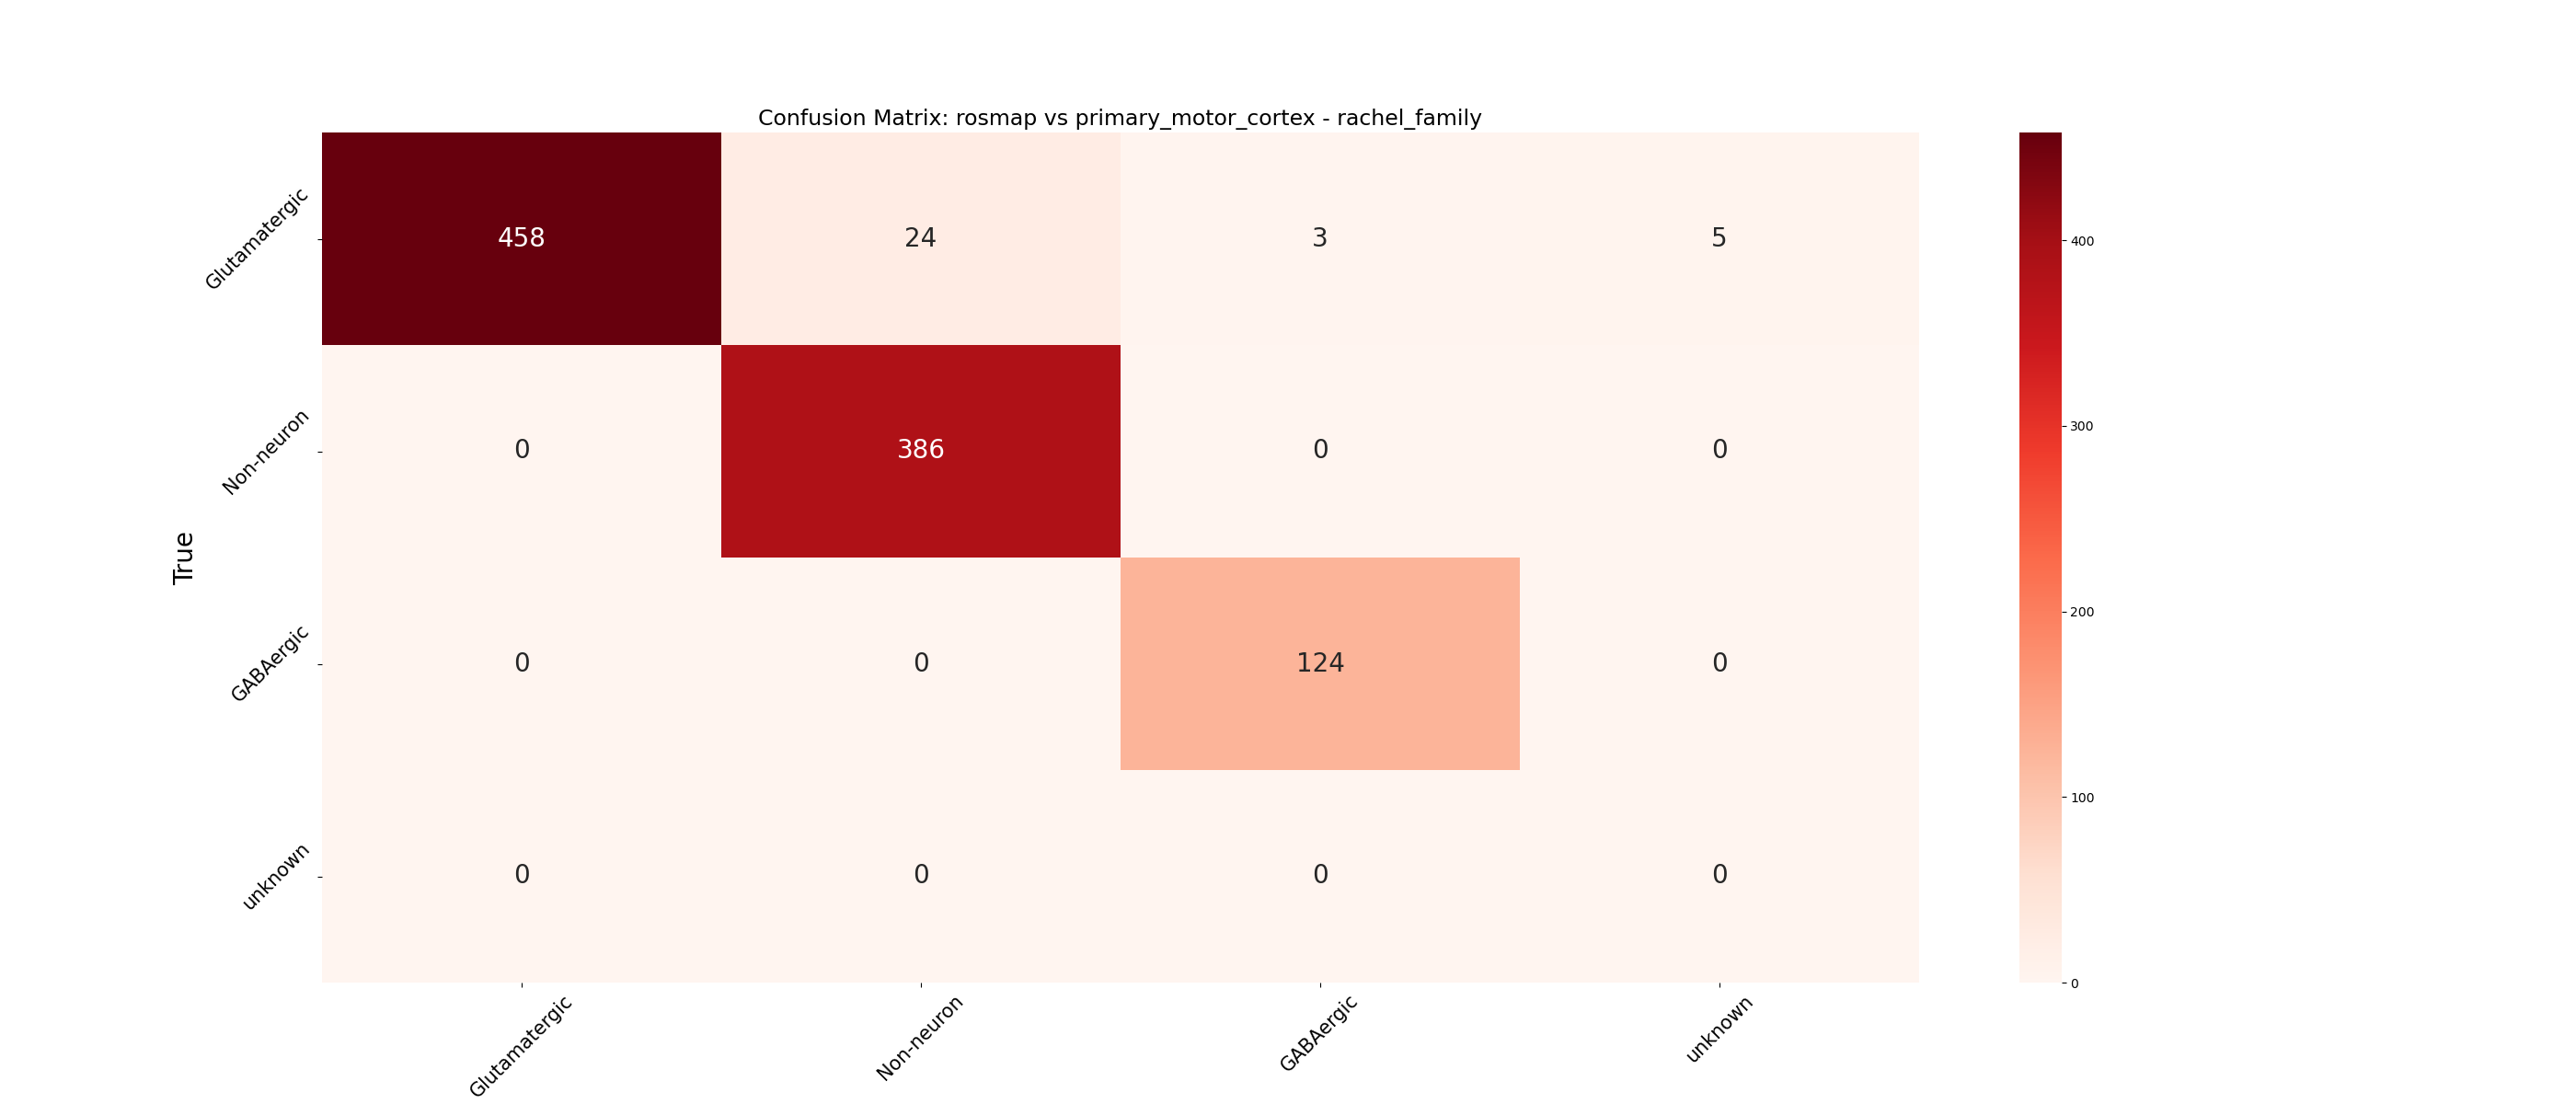 Confusion Matrix: rosmap vs primary_motor_cortex - rachel_family
Glutamatergic
458
24
3
5
Non-neuron
0
386
0
0
GABAergic
0
0
124
0
unknown
0
0
0
0
True
Glutamatergic
Non-neuron
GABAergic
unknown
400
300
200
100
0